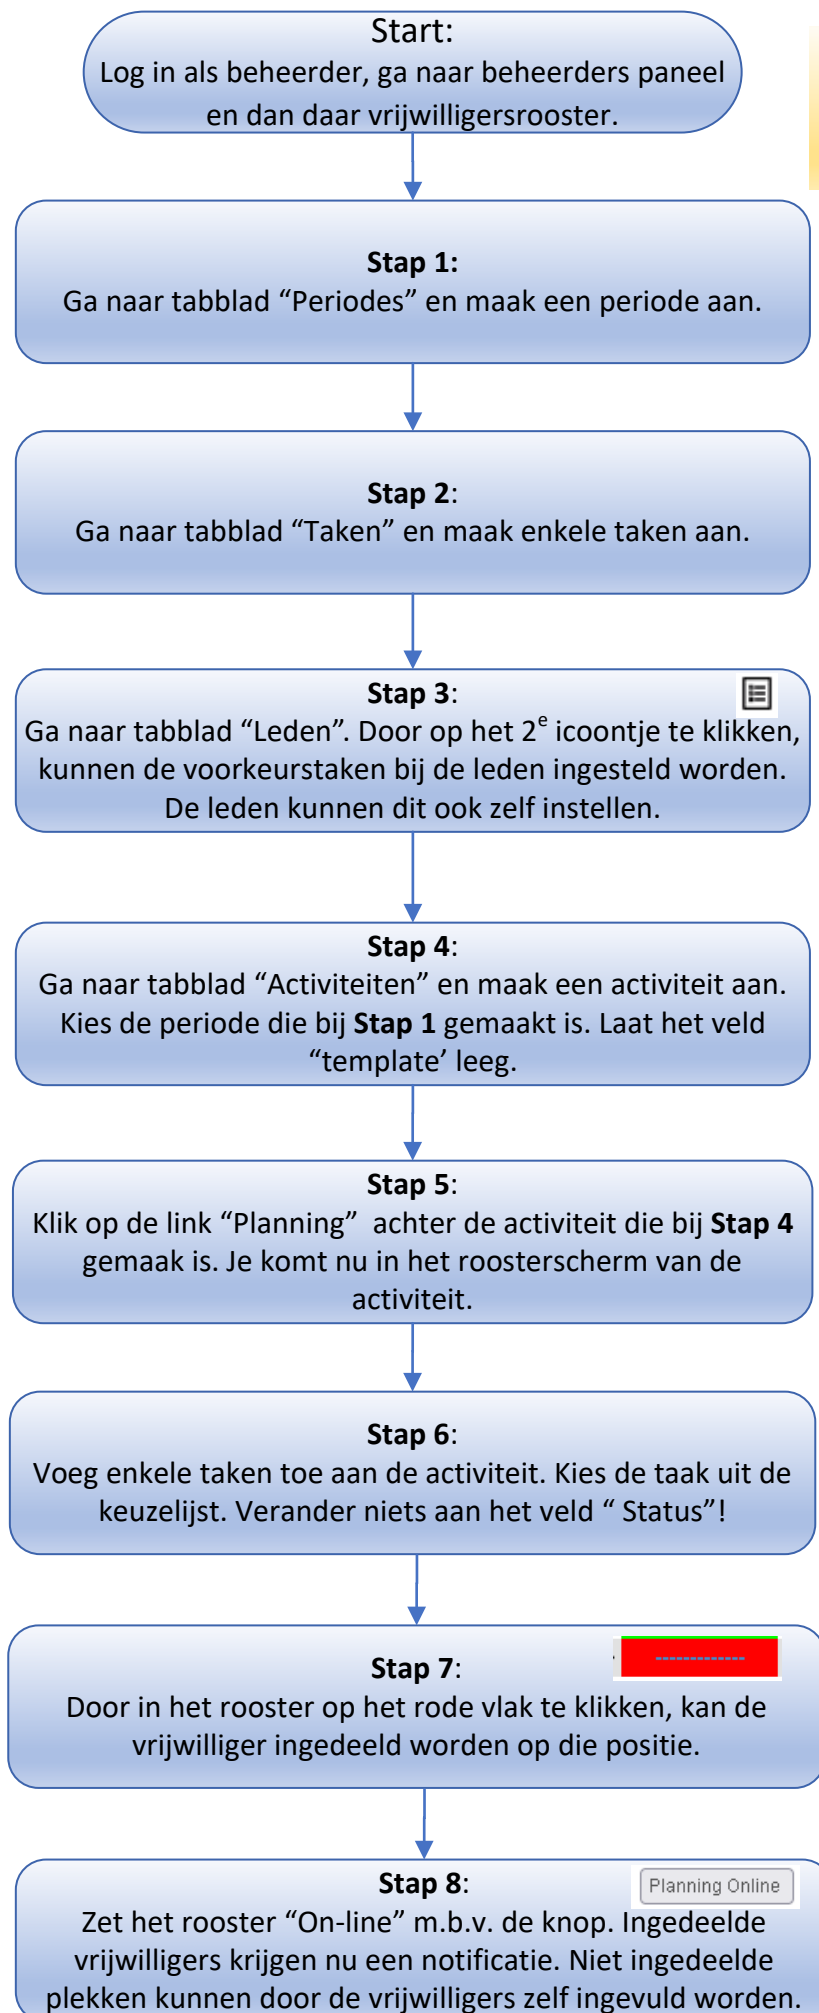 Start:
Log in als beheerder, ga naar beheerders paneel
en dan daar vrijwilligersrooster.
Stap 1:
Ga naar tabblad “Periodes” en maak een periode aan.
Stap 2:
Ga naar tabblad “Taken” en maak enkele taken aan.
Stap 3:
Ga naar tabblad “Leden”. Door op het 2e icoontje te klikken,
kunnen de voorkeurstaken bij de leden ingesteld worden.
De leden kunnen dit ook zelf instellen.
Stap 4:
Ga naar tabblad “Activiteiten” en maak een activiteit aan.
Kies de periode die bij Stap 1 gemaakt is. Laat het veld
“template’ leeg.
Stap 5:
Klik op de link “Planning”  achter de activiteit die bij Stap 4
gemaak is. Je komt nu in het roosterscherm van de
activiteit.
Stap 6:
Voeg enkele taken toe aan de activiteit. Kies de taak uit de
keuzelijst. Verander niets aan het veld “ Status”!
Stap 7:
-------------
Door in het rooster op het rode vlak te klikken, kan de
vrijwilliger ingedeeld worden op die positie.
Stap 8:
Planning Online
Zet het rooster “On-line” m.b.v. de knop. Ingedeelde
vrijwilligers krijgen nu een notificatie. Niet ingedeelde
plekken kunnen door de vrijwilligers zelf ingevuld worden.